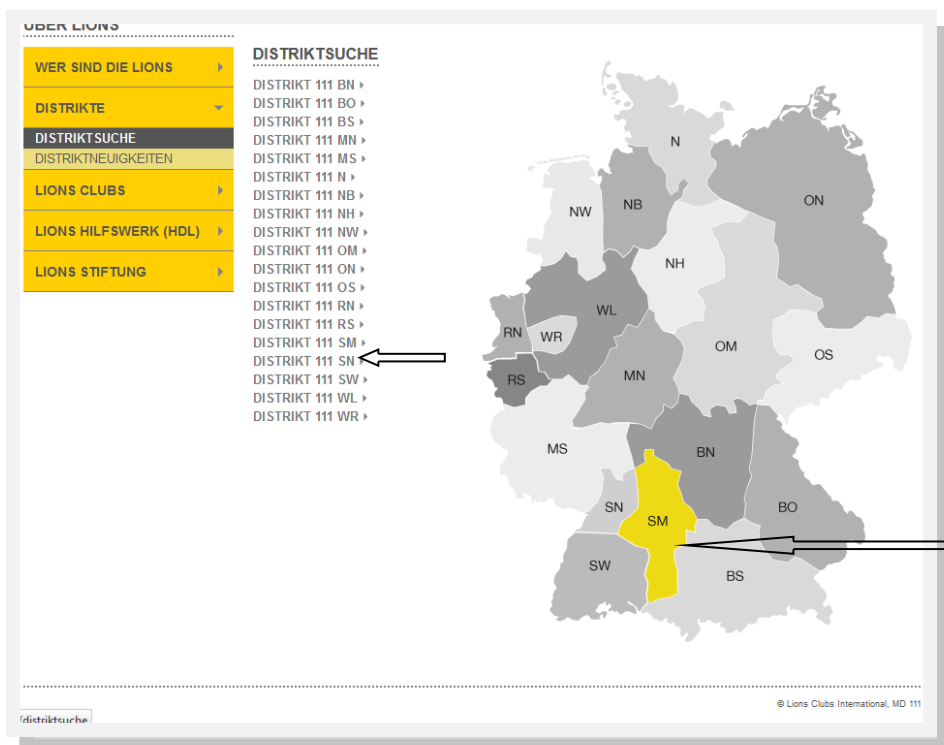 ÜBER LIONS
WER SIND DIE LIONS
DISTRIKTE
DISTRIKTSUCHE
DISTRIKTNEUIGKEITEN
LIONS CLUBS
LIONS HILFSWERK (HDL)
LIONS STIFTUNG
DISTRIKTSUCHE
DISTRIKT 111 BN
DISTRIKT 111 BO
DISTRIKT 111 BS
DISTRIKT 111 MN
DISTRIKT 111 MS
DISTRIKT 111 N
DISTRIKT 111 NB
DISTRIKT 111 NH
DISTRIKT 111 NW
DISTRIKT 111 OM
DISTRIKT 111 ON
DISTRIKT 111 OS
DISTRIKT 111 RN
DISTRIKT 111 RS
DISTRIKT 111 SM
DISTRIKT 111 SN
DISTRIKT 111 SW
DISTRIKT 111 WL
DISTRIKT 111 WR
N
ON
NW
NB
NH
WL
RN
WR
OM
OS
RS
MN
MS
BN
SN
SM
BO
SW
BS
© Lions Clubs International, MD 111
/distriktsuche